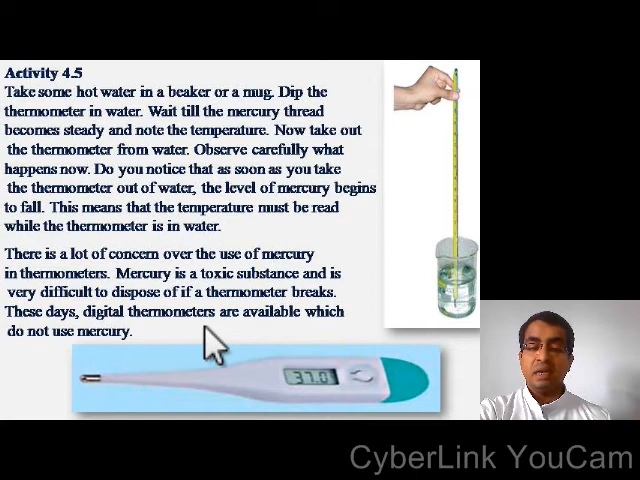 Activity 4.5
Take some hot water in a beaker or a mug. Dip the
thermometer in water. Wait till the mercury thread
becomes steady and note the temperature. Now take out
the thermometer from water. Observe carefully what
happens now. Do you notice that as soon as you take
the thermometer out of water, the level of mercury begins
to fall. This means that the temperature must be read
while the thermometer is in water.
There is a lot of concern over the use of mercury
in thermometers. Mercury is a toxic substance and is
very difficult to dispose of if a thermometer breaks.
These days, digital thermometers are available which
do not use mercury.
37.0
CyberLink YouCam